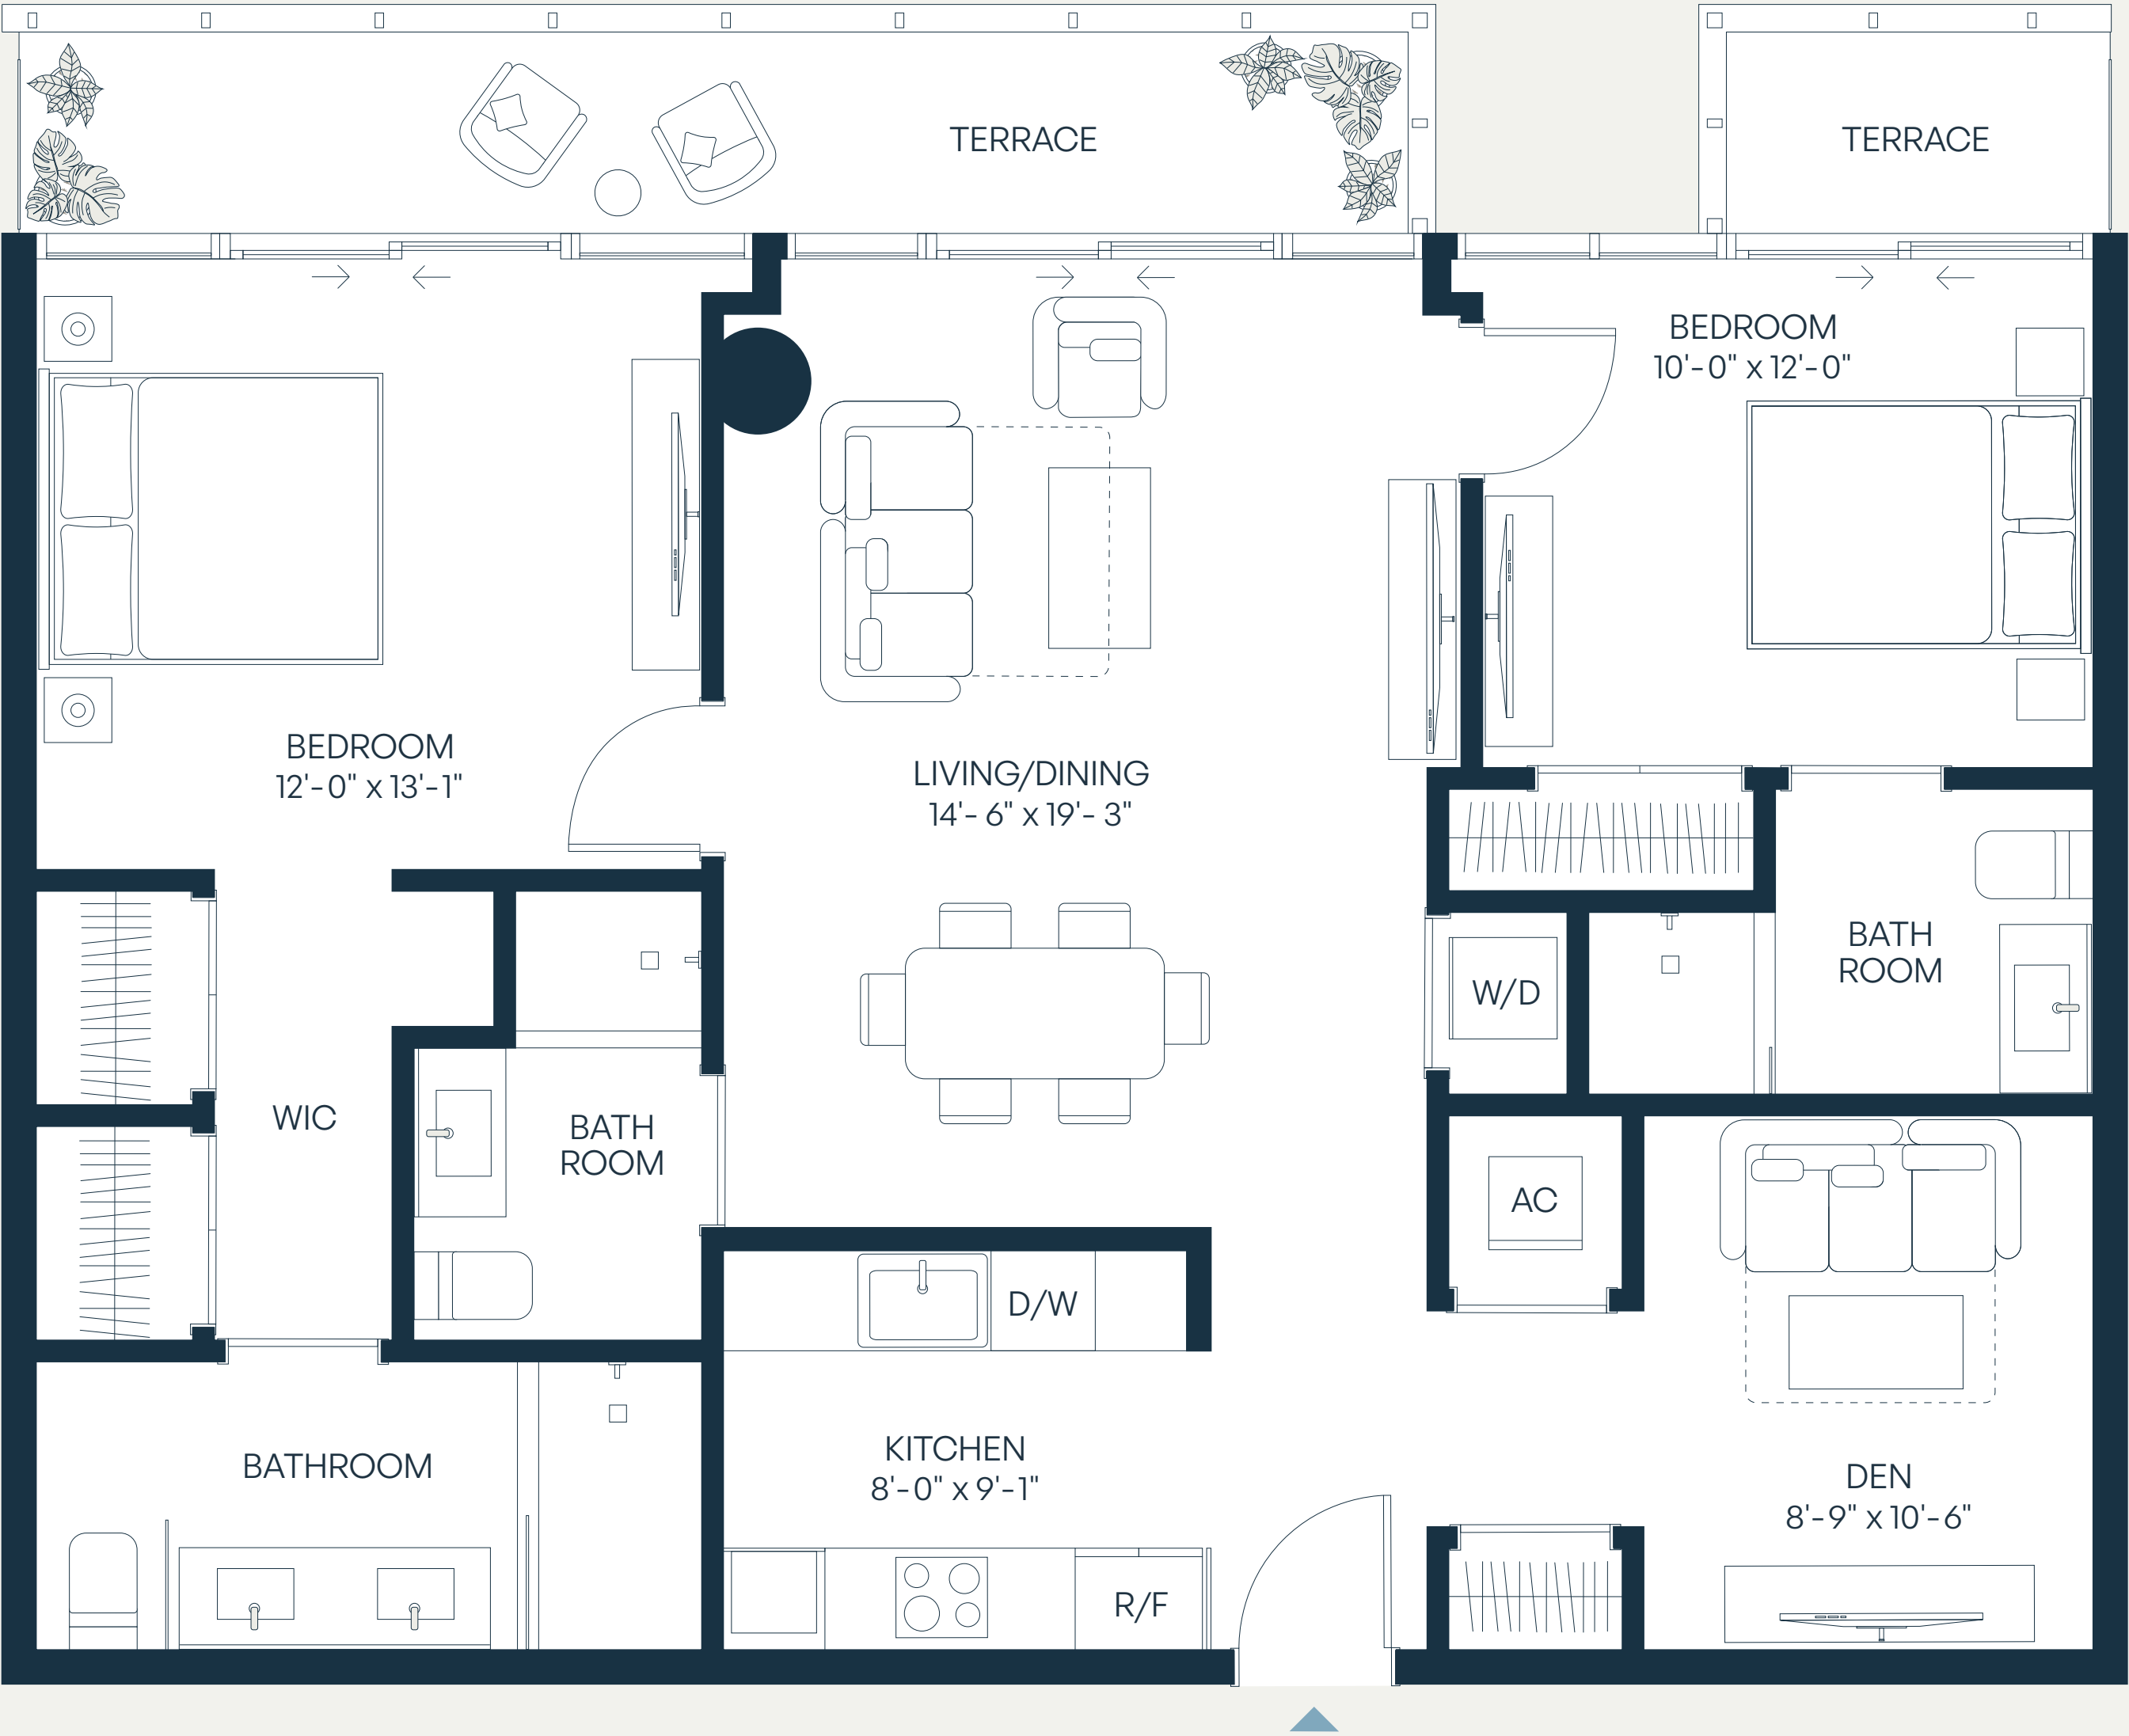 TERRACE
TERRACE
BEDROOM
10'-0" x 12'-0"
BEDROOM
12'-0" x 13'-1"
LIVING/DINING
14'- 6" x 19'- 3"
BATH
ROOM
W/D
WIC
BATH
ROOM
AC
D/W
BATHROOM
KITCHEN
8'-0" x 9'-1"
DEN
8'-9" x 10'-6"
R/F